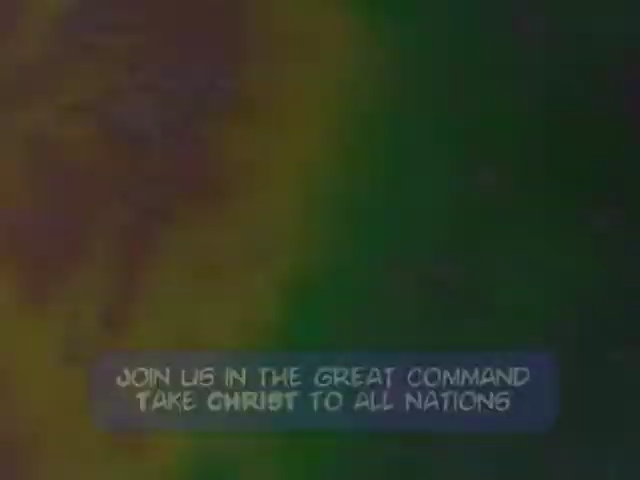 JOIN US IN THE GREAT COMMAND
TAKE CHRIST TO ALL NATIONS